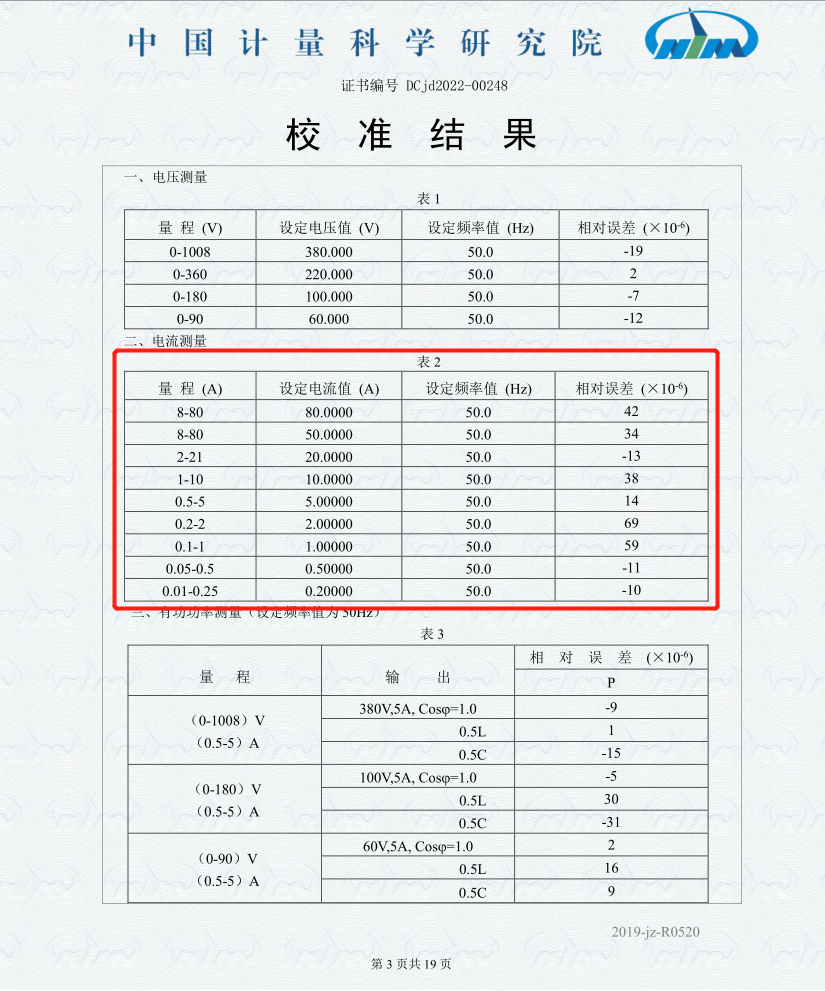 中国计量科学研究院
NIM
证书编号 DCjd2022-00248
校准结果
一、电压测量
表 1
量 程 (V) 设定电压值 (V) 设定频率值 (Hz) 相对误差 (×10⁻⁶)
0-1008 380.000 50.0 -19
0-360 220.000 50.0 2
0-180 100.000 50.0 -7
0-90 60.000 50.0 -12
二、电流测量
表 2
量 程 (A) 设定电流值 (A) 设定频率值 (Hz) 相对误差 (×10⁻⁶)
8-80 80.0000 50.0 42
8-80 50.0000 50.0 34
2-21 20.0000 50.0 -13
1-10 10.0000 50.0 38
0.5-5 5.00000 50.0 14
0.2-2 2.00000 50.0 69
0.1-1 1.00000 50.0 59
0.05-0.5 0.50000 50.0 -11
0.01-0.25 0.20000 50.0 -10
三、有功功率测量（设定频率值为 50Hz）
表 3
量 程 输 出 相 对 误 差 (×10⁻⁶)
P
（0-1008）V
（0.5-5）A
380V,5A, Cosφ=1.0 -9
0.5L 1
0.5C -15
（0-180）V
（0.5-5）A
100V,5A, Cosφ=1.0 -5
0.5L 30
0.5C -31
（0-90）V
（0.5-5）A
60V,5A, Cosφ=1.0 2
0.5L 16
0.5C 9
2019-jz-R0520
第 3 页共 19 页